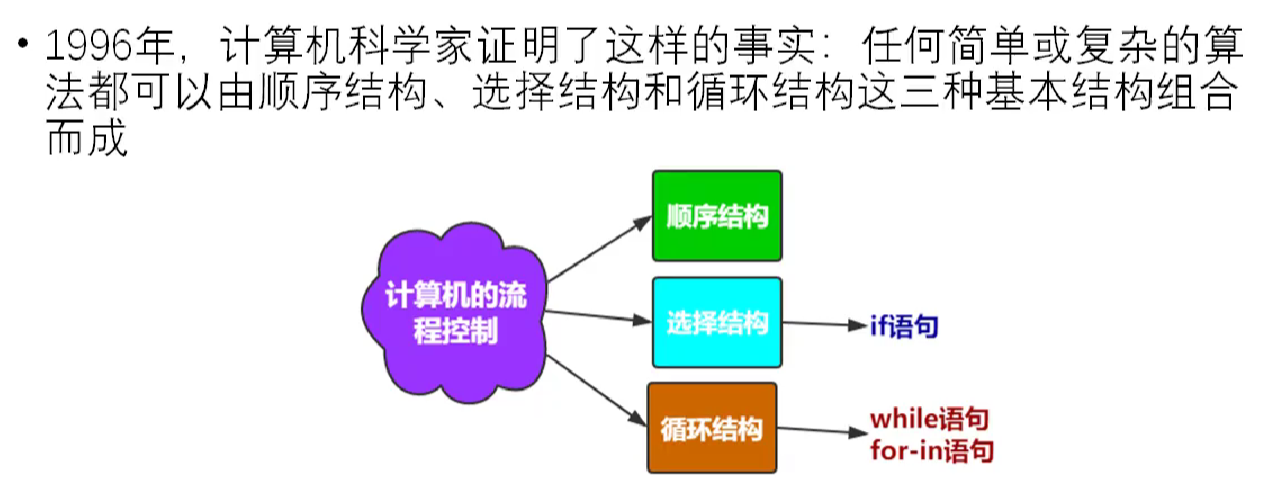 • 1996年，计算机科学家证明了这样的事实：任何简单或复杂的算
法都可以由顺序结构、选择结构和循环结构这三种基本结构组合
而成
顺序结构
计算机的流
程控制
选择结构
if语句
循环结构
while语句
for-in语句